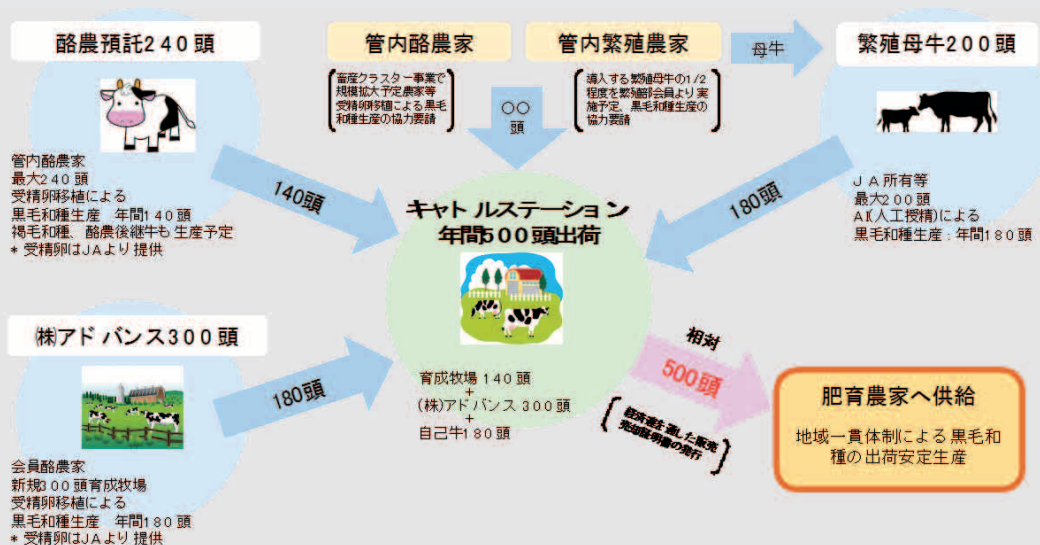 酪農預託240頭
管内酪農家
最大240頭
受精卵移植による
黒毛和種生産　年間140頭
褐毛和種、酪農後継牛も生産予定
* 受精卵はJAより提供
140頭
管内酪農家
畜産クラスター事業で
規模拡大予定農家等
受精卵移植による黒毛
和種生産の協力要請
管内繁殖農家
導入する繁殖母牛の1/2
程度を繁殖部会員より実
施予定、黒毛和種生産の
協力要請
○○
頭
母牛
繁殖母牛200頭
JA所有等
最大200頭
AI(人工授精)による
黒毛和種生産：年間180頭
180頭
キャトルステーション
年間500頭出荷
育成牧場140頭
+
(株)アドバンス300頭
+
自己牛180頭
㈱アドバンス300頭
会員酪農家
新規300頭育成牧場
受精卵移植による
黒毛和種生産　年間180頭
* 受精卵はJAより提供
180頭
相対
500頭
経済連を通した販売
売却証明書の発行
肥育農家へ供給
地域一貫体制による黒毛和
種の出荷安定生産